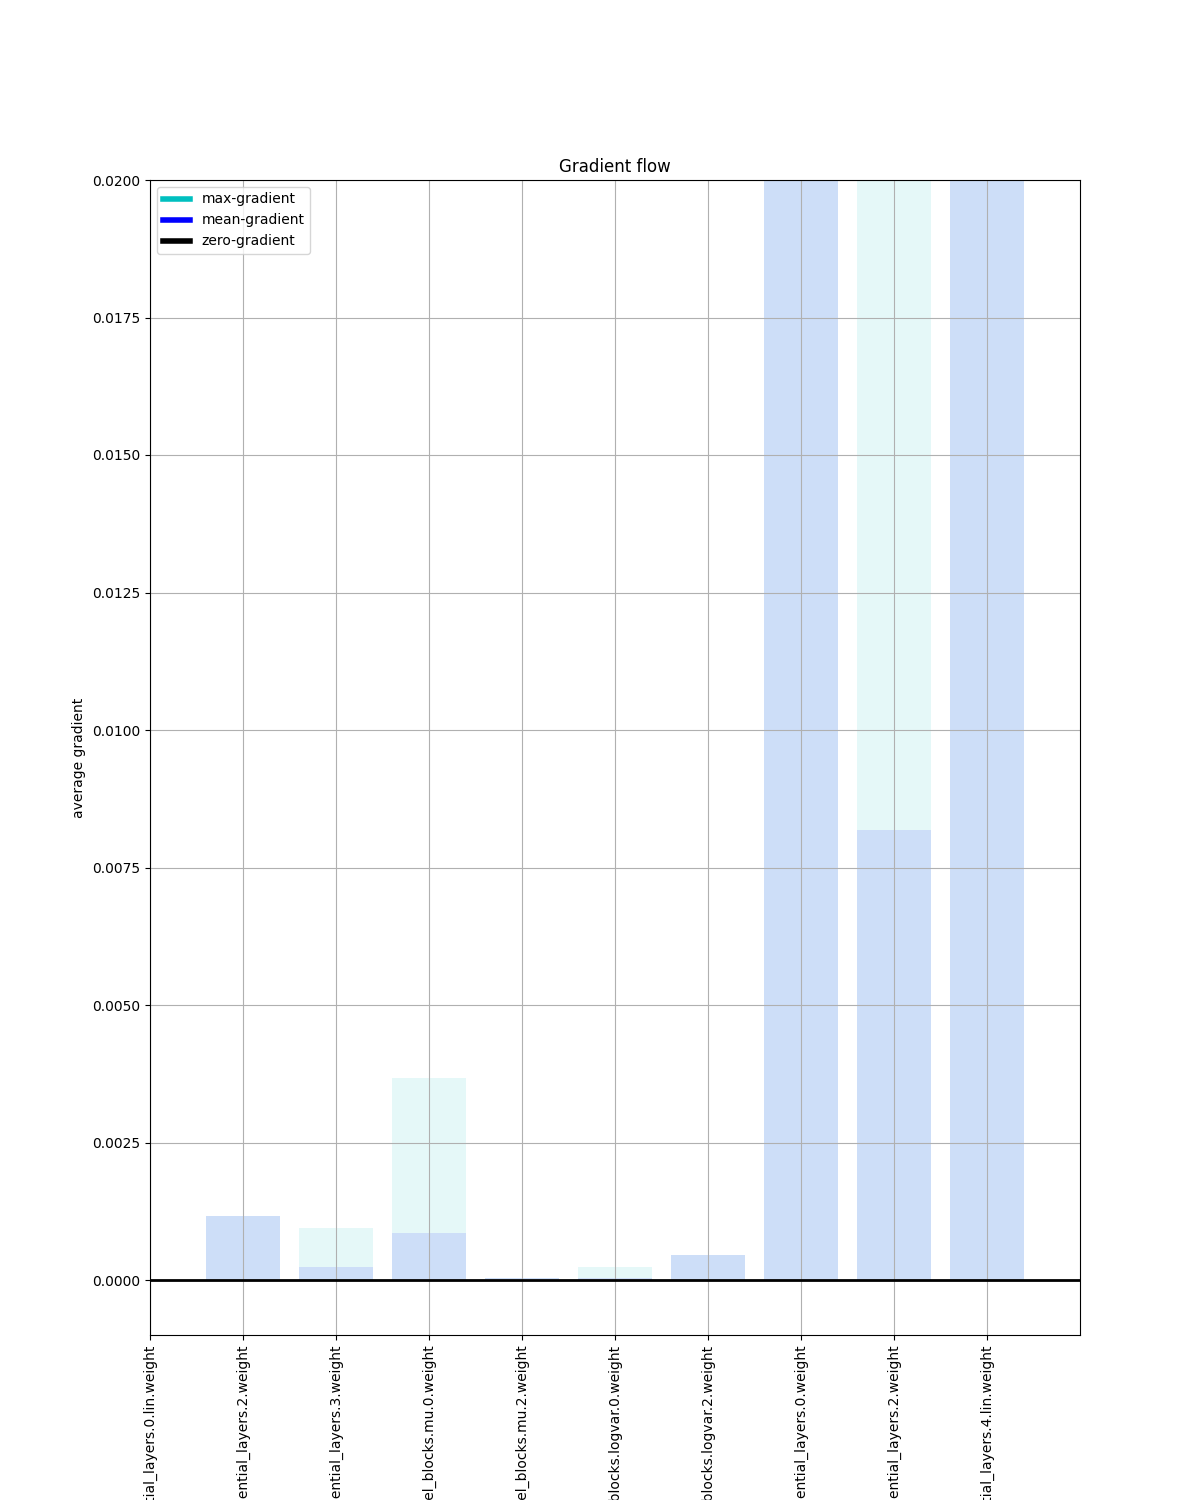 Gradient flow
max-gradient
mean-gradient
zero-gradient
0.0200
0.0175
0.0150
0.0125
0.0100
0.0075
0.0050
0.0025
0.0000
average gradient
tial_layers.0.lin.weight
ential_layers.2.weight
ential_layers.3.weight
el_blocks.mu.0.weight
el_blocks.mu.2.weight
blocks.logvar.0.weight
blocks.logvar.2.weight
ential_layers.0.weight
ential_layers.2.weight
tial_layers.4.lin.weight